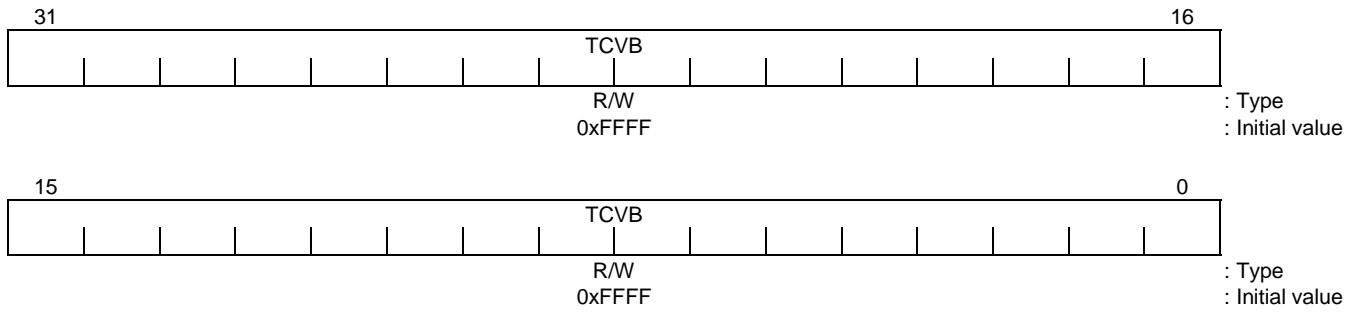 31 16
TCVB
R/W : Type
0xFFFF : Initial value
15 0
TCVB
R/W : Type
0xFFFF : Initial value